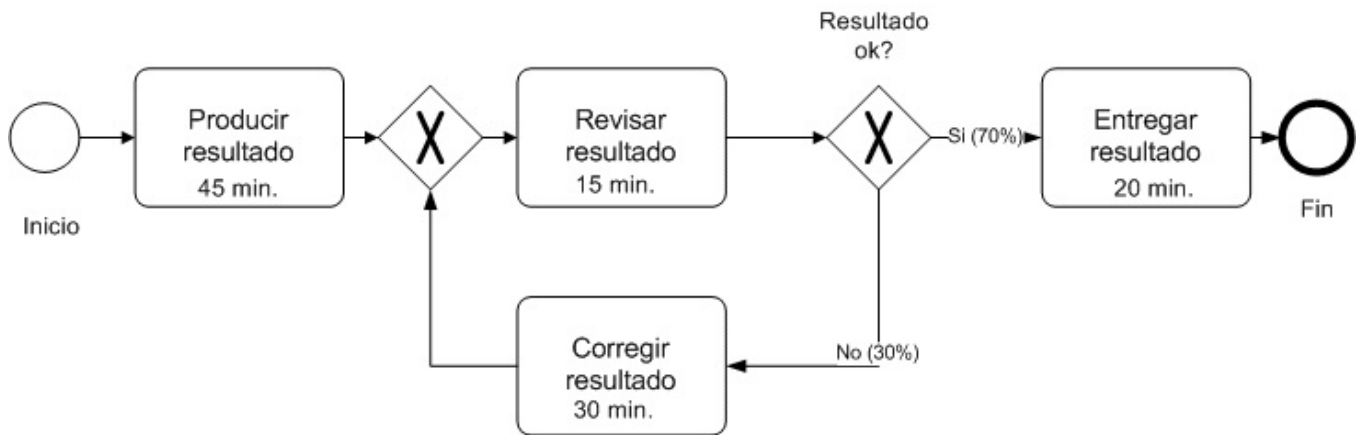 Resultado
ok?
Producir
resultado
45 min.
Revisar
resultado
15 min.
Si (70%)
Entregar
resultado
20 min.
Inicio
Fin
No (30%)
Corregir
resultado
30 min.